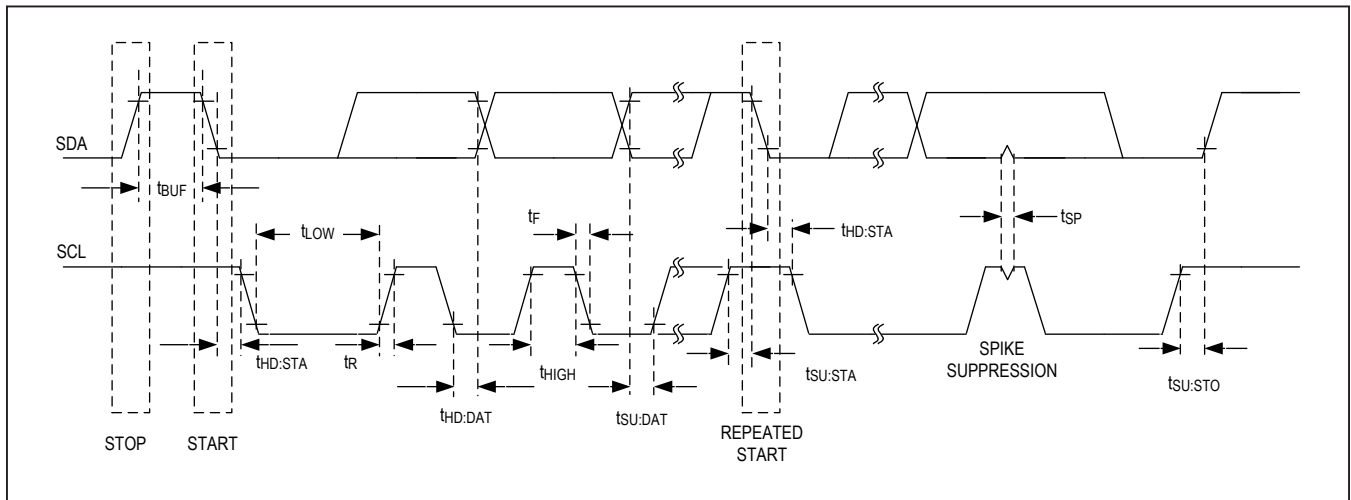 SDA
tBUF
tF
tLOW
tHD:STA
tSP
SCL
tHD:STA
tR
tHIGH
tSU:STA
SPIKE
SUPPRESSION
tSU:STO
tHD:DAT
tSU:DAT
STOP
START
REPEATED
START